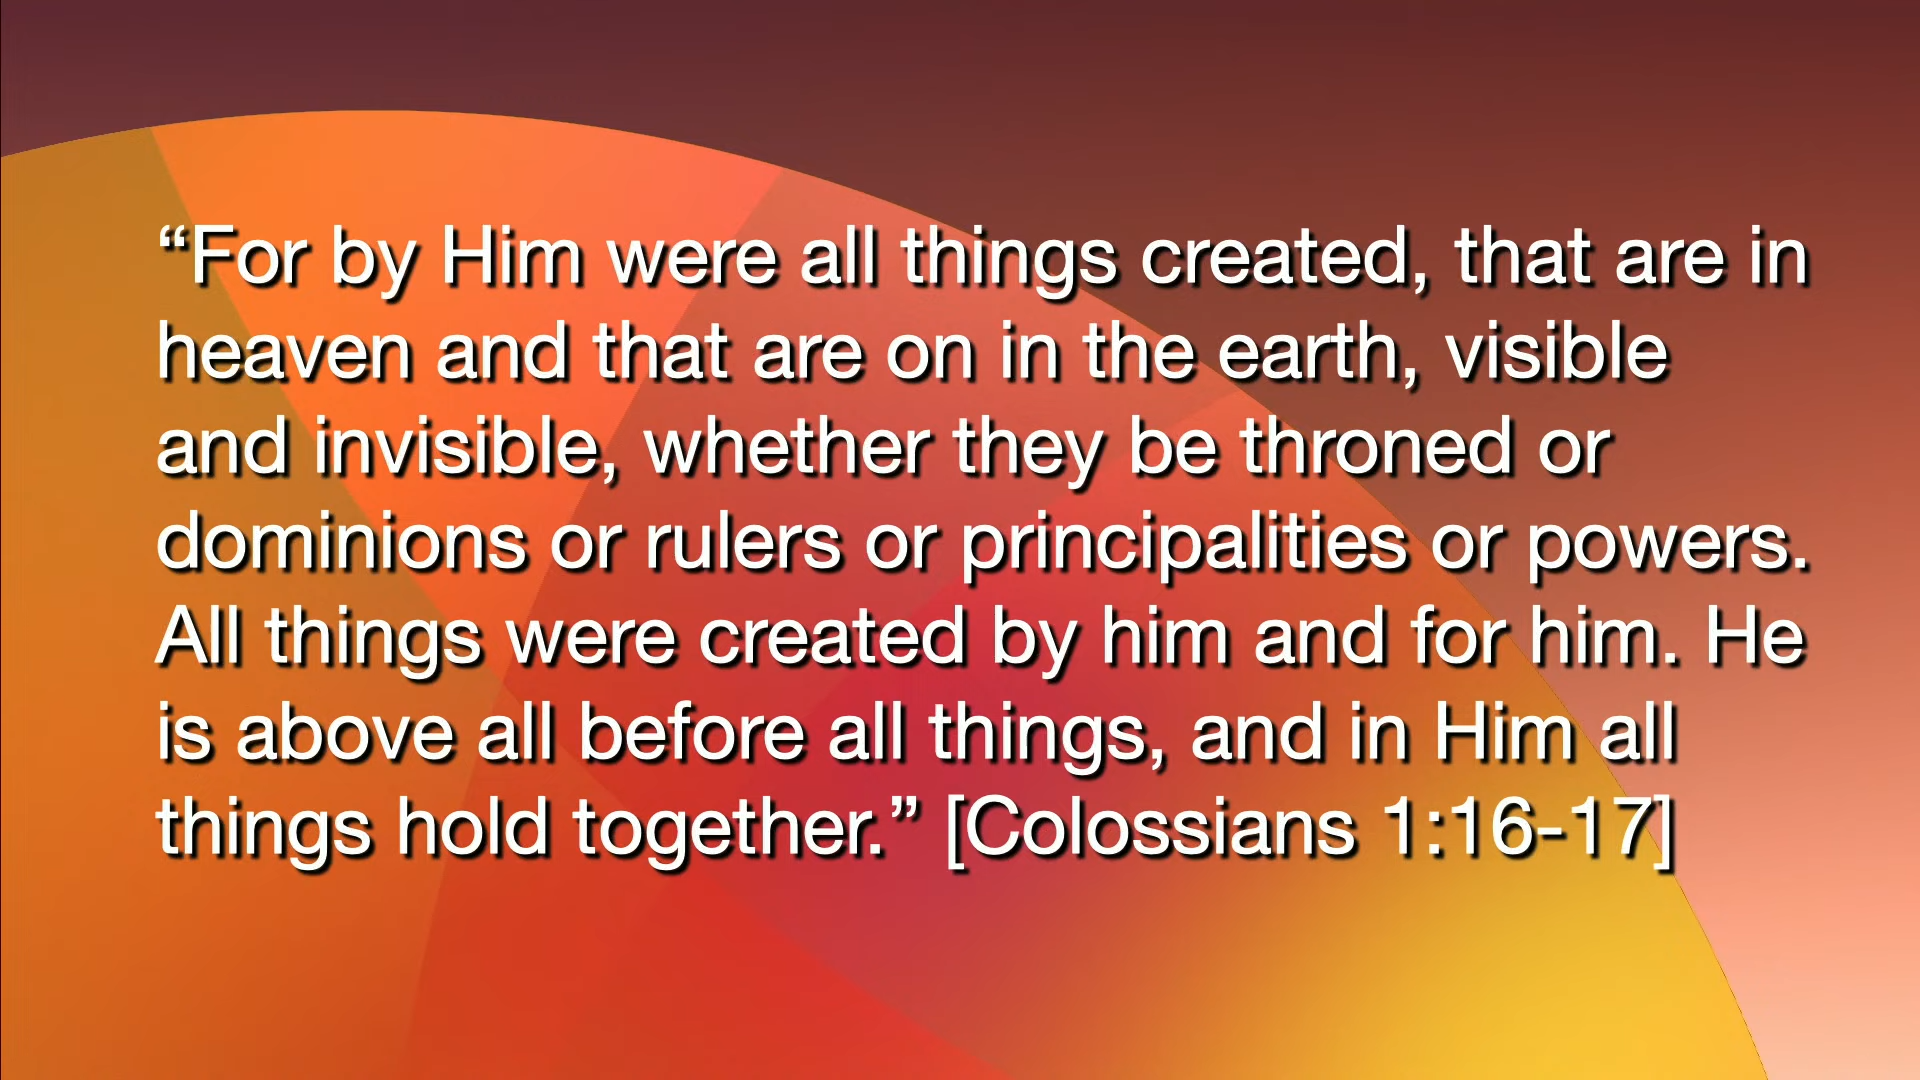 “For by Him were all things created, that are in
heaven and that are on in the earth, visible
and invisible, whether they be throned or
dominions or rulers or principalities or powers.
All things were created by him and for him. He
is above all before all things, and in Him all
things hold together.” [Colossians 1:16-17]